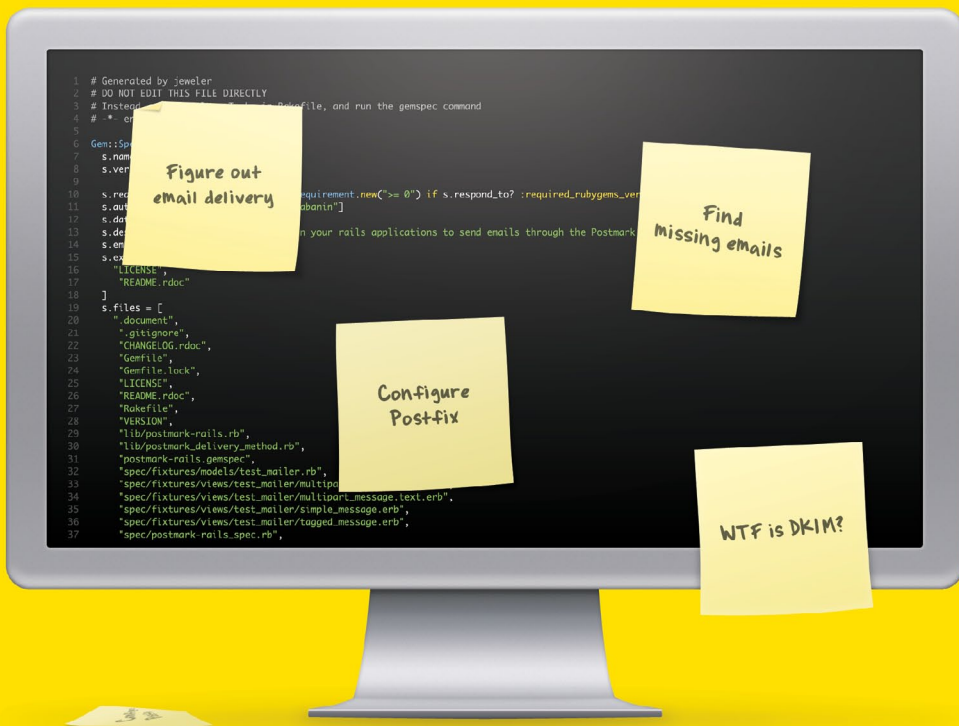 1 # Generated by jeweler
2 # DO NOT EDIT THIS FILE DIRECTLY
3 # Instead file, and run the gemspec command
4 # -*-
5
6 Gem::Sp
7 s.nam
8 s.ver
9
10 s.req equirement.new(">= 0") if s.respond_to? :required_rubygems_ver
11 s.aut abanin"]
12 s.dat
13 s.des n your rails applications to send emails through the Postmark
14 s.em
15 s.ex
16 "LICENSE",
17 "README.rdoc"
18 ]
19 s.files = [
20 ".document",
21 ".gitignore",
22 "CHANGELOG.rdoc",
23 "Gemfile",
24 "Gemfile.lock",
25 "LICENSE",
26 "README.rdoc",
27 "Rakefile",
28 "VERSION",
29 "lib/postmark-rails.rb",
30 "lib/postmark_delivery_method.rb",
31 "postmark-rails.gemspec",
32 "spec/fixtures/models/test_mailer.rb",
33 "spec/fixtures/views/test_mailer/multipa
34 "spec/fixtures/views/test_mailer/multipart_message.text.erb",
35 "spec/fixtures/views/test_mailer/simple_message.erb",
36 "spec/fixtures/views/test_mailer/tagged_message.erb",
37 "spec/postmark-rails_spec.rb",
Figure out
email delivery
Find
missing emails
Configure
Postfix
WTF is DKIM?